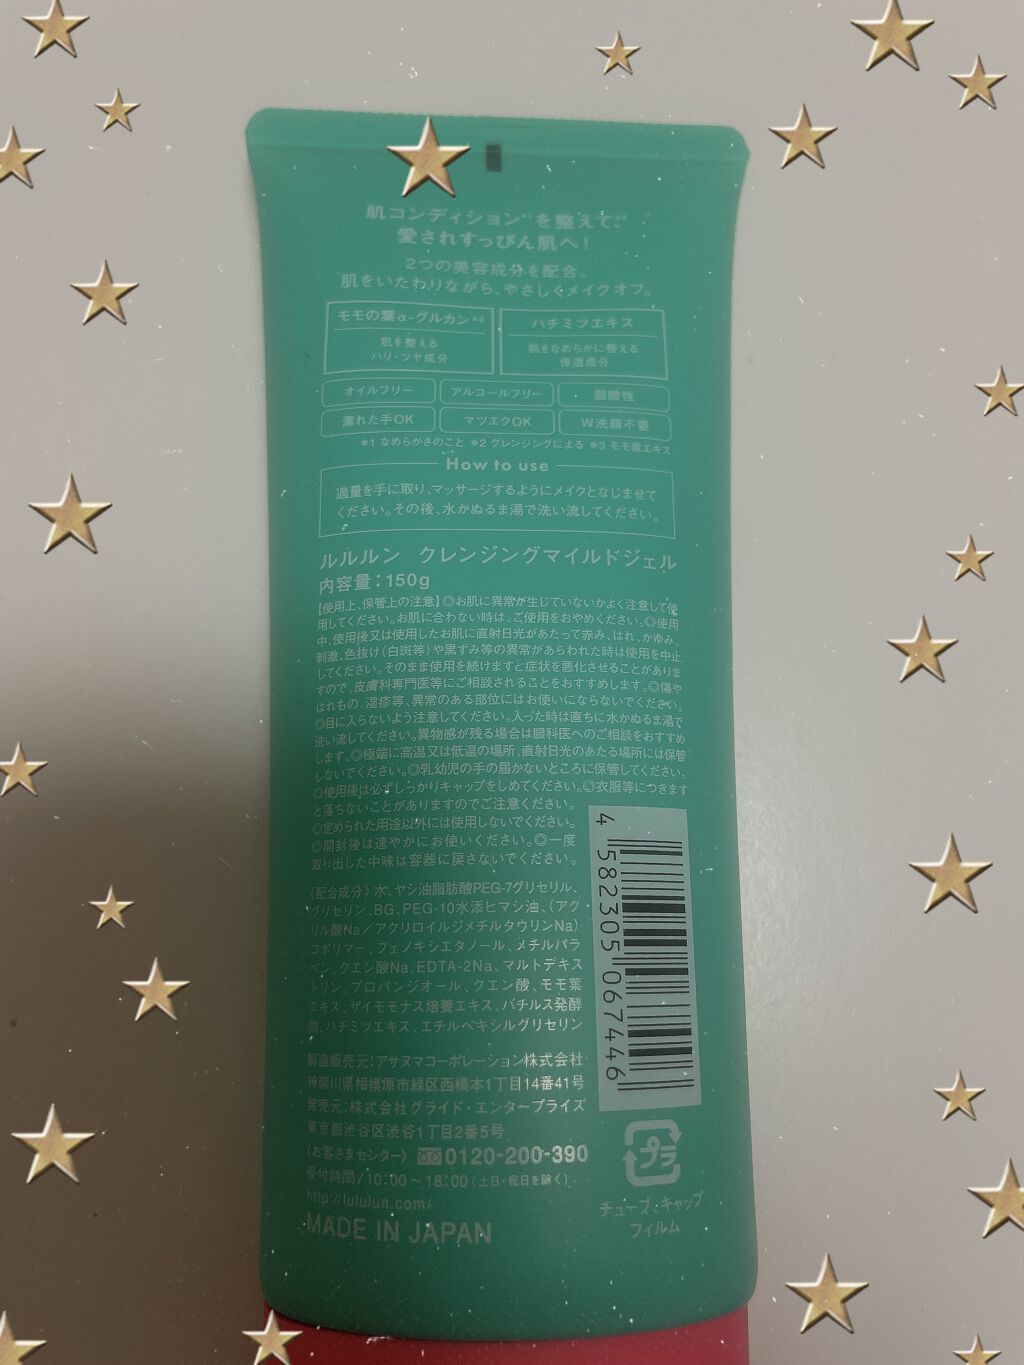 肌コンディション*¹を整えて、*²
愛されすっぴん肌へ!
2つの美容成分を配合。
肌をいたわりながら、やさしくメイクオフ。
モモの葉α-グルカン*³
肌を整える
ハリ・ツヤ成分
ハチミツエキス
肌をなめらかに整える
保湿成分
オイルフリー
アルコールフリー
弱酸性
濡れた手OK
マツエクOK
W洗顔不要
*1 なめらかさのこと *2 クレンジングによる *3 モモ葉エキス
How to use
適量を手に取り、マッサージするようにメイクとなじませて
ください。その後、水かぬるま湯で洗い流してください。
ルルルン クレンジングマイルドジェル
内容量:150g
【使用上、保管上の注意】◎お肌に異常が生じていないかよく注意して使
用してください。お肌に合わない時は、ご使用をおやめください。◎使用
中、使用後又は使用したお肌に直射日光があたって赤み、はれ、かゆみ、
刺激、色抜け(白斑等)や黒ずみ等の異常があらわれた時は使用を中止
してください。そのまま使用を続けますと症状を悪化させることがありま
すので、皮膚科専門医等にご相談されることをおすすめします。◎傷や
はれもの、湿疹等、異常のある部位にはお使いにならないでください。
◎目に入らないよう注意してください。入った時は直ちに水かぬるま湯で
洗い流してください。異物感が残る場合は眼科医へのご相談をおすすめ
します。◎極端に高温又は低温の場所、直射日光のあたる場所には保管
しないでください。◎乳幼児の手の届かないところに保管してください。
◎使用後は必ずしっかりキャップをしめてください。◎衣服等につきます
と落ちないことがありますのでご注意ください。
◎定められた用途以外には使用しないでください。
◎開封後は速やかにお使いください。◎一度
取り出した中味は容器に戻さないでください。
《配合成分》水、ヤシ油脂肪酸PEG-7グリセリル、
グリセリン、BG、PEG-10水添ヒマシ油、(アク
リル酸Na/アクリロイルジメチルタウリンNa)
コポリマー、フェノキシエタノール、メチルパラ
ベン、クエン酸Na、EDTA-2Na、マルトデキス
トリン、プロパンジオール、クエン酸、モモ葉
エキス、ザイモモナス培養エキス、バチルス発酵
物、ハチミツエキス、エチルヘキシルグリセリン
製造販売元:アサヌマコーポレーション株式会社
神奈川県相模原市緑区西橋本1丁目14番41号
発売元:株式会社グライド・エンタープライズ
東京都渋谷区渋谷1丁目2番5号
《お客さまセンター》0120-200-390
受付時間/10:00~18:00(土日・祝日を除く)
http://lululun.com/
MADE IN JAPAN
4 582305 067446
プラ
チューブ・キャップ
フィルム